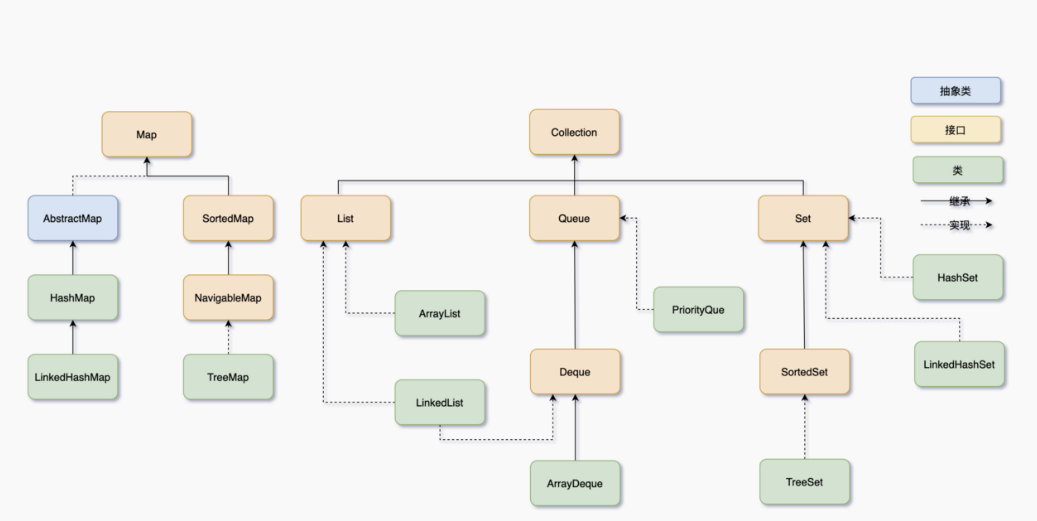 抽象类
Map
Collection
接口
类
AbstractMap
SortedMap
List
Queue
Set
继承
实现
HashMap
NavigableMap
ArrayList
PriorityQue
HashSet
LinkedHashMap
TreeMap
LinkedList
Deque
SortedSet
LinkedHashSet
ArrayDeque
TreeSet